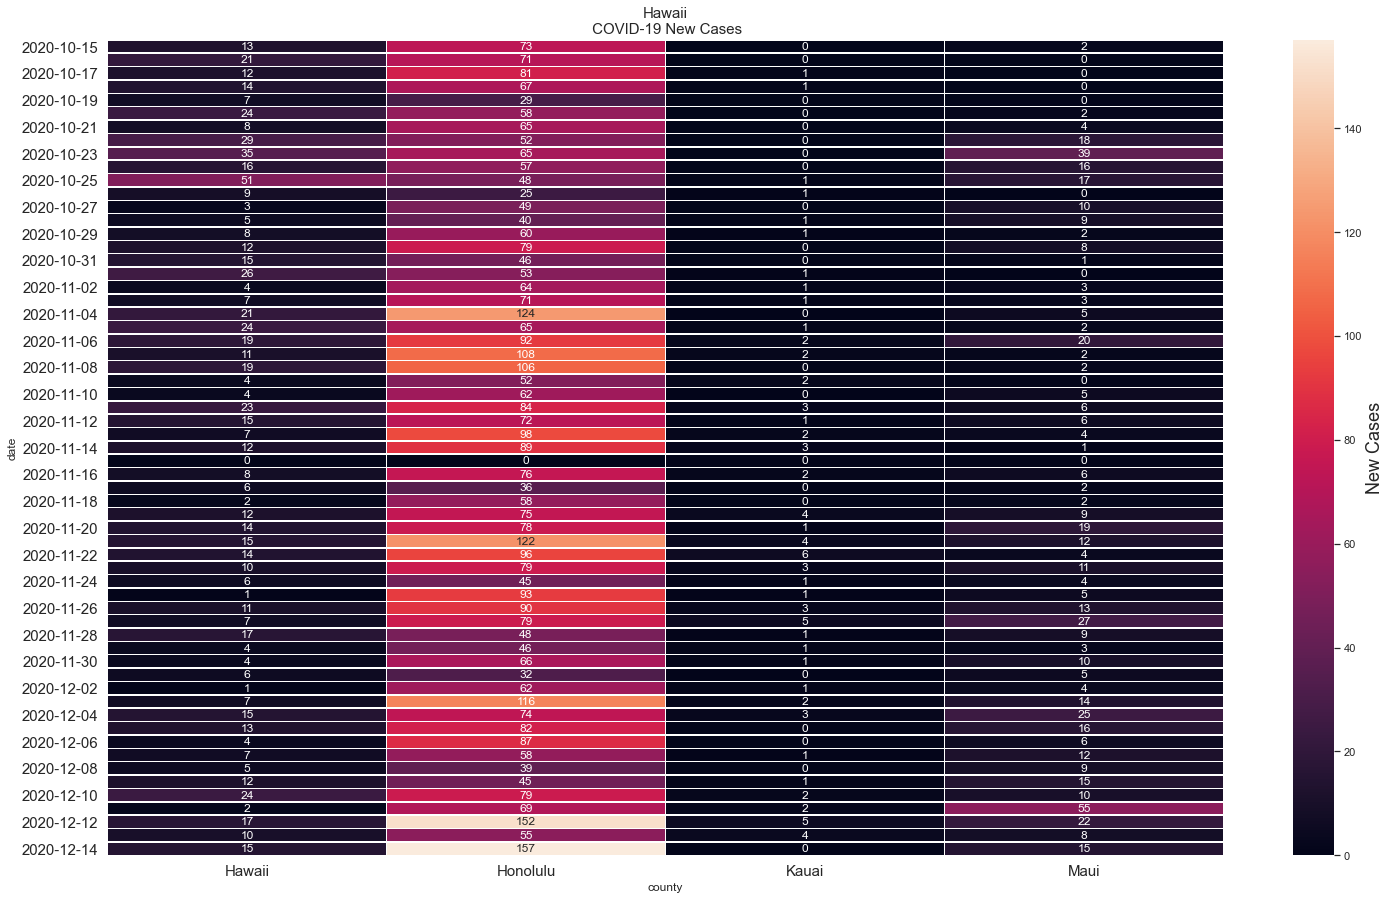 Hawaii
COVID-19 New Cases
2020-10-15 13 73 0 2
21 71 0 0
2020-10-17 12 81 1 0
14 67 1 0
2020-10-19 7 29 0 0
24 58 0 2
2020-10-21 8 65 0 4
29 52 0 18
2020-10-23 35 65 0 39
16 57 0 16
2020-10-25 51 48 1 17
9 25 1 0
2020-10-27 3 49 0 10
5 40 1 9
2020-10-29 8 60 1 2
12 79 0 8
2020-10-31 15 46 0 1
26 53 1 0
2020-11-02 4 64 1 3
7 71 1 3
2020-11-04 21 124 0 5
24 65 1 2
2020-11-06 19 92 2 20
11 108 2 2
2020-11-08 19 106 0 2
4 52 2 0
2020-11-10 4 62 0 5
23 84 3 6
2020-11-12 15 72 1 6
7 98 2 4
2020-11-14 12 89 3 1
0 0 0 0
2020-11-16 8 76 2 6
6 36 0 2
2020-11-18 2 58 0 2
12 75 4 9
2020-11-20 14 78 1 19
15 122 4 12
2020-11-22 14 96 6 4
10 79 3 11
2020-11-24 6 45 1 4
1 93 1 5
2020-11-26 11 90 3 13
7 79 5 27
2020-11-28 17 48 1 9
4 46 1 3
2020-11-30 4 66 1 10
6 32 0 5
2020-12-02 1 62 1 4
7 116 2 14
2020-12-04 15 74 3 25
13 82 0 16
2020-12-06 4 87 0 6
7 58 1 12
2020-12-08 5 39 0 9
12 45 1 15
2020-12-10 24 79 2 10
2 69 2 55
2020-12-12 17 152 5 22
10 55 4 8
2020-12-14 15 157 0 15
Hawaii Honolulu Kauai Maui
county
date
140
120
100
80
60
40
20
0
New Cases